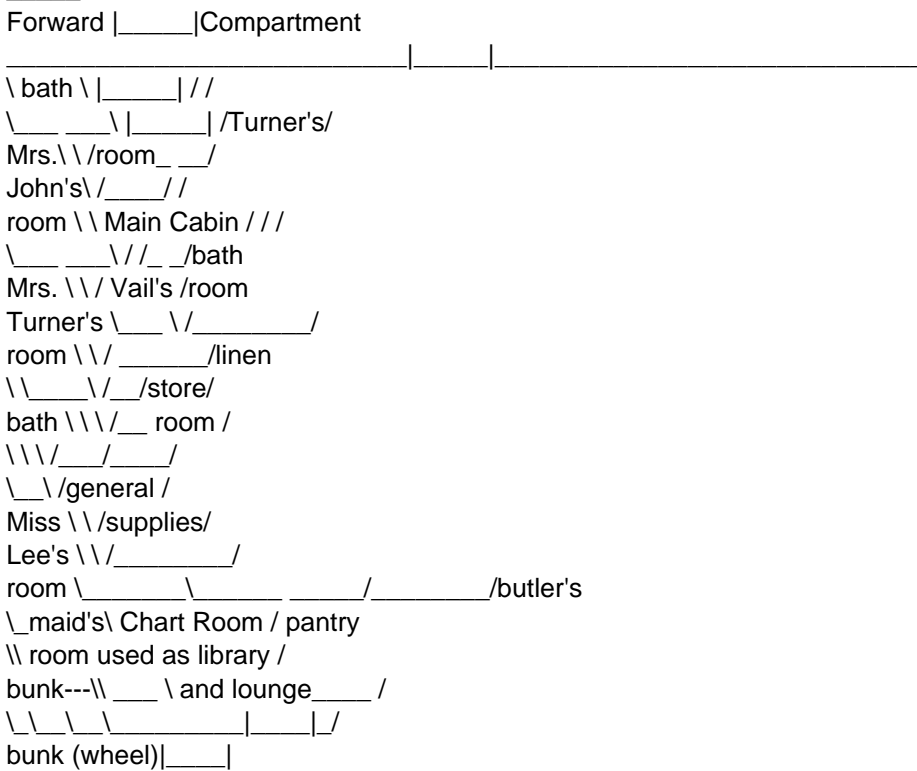 _____
Forward |_____|Compartment
___________________________|_____|_____________________________
\ bath \ |_____| / /
\___ ___\ |_____| /Turner's/
Mrs.\ \ /room_ __/
John's\ /____/ /
room \ \ Main Cabin / / /
\___ ___\ / /_ _/bath
Mrs. \ \ / Vail's /room
Turner's \___ \ /________/
room \ \ / ______/linen
\ \____\ /__/store/
bath \ \ \ /__ room /
\ \ \ /___/____/
\__\ /general /
Miss \ \ /supplies/
Lee's \ \ /________/
room \_______\______ _____/________/butler's
\_maid's\ Chart Room / pantry
\\ room used as library /
bunk---\\ ___ \ and lounge____ /
\_\__\__\_________|____|_/
bunk (wheel)|____|